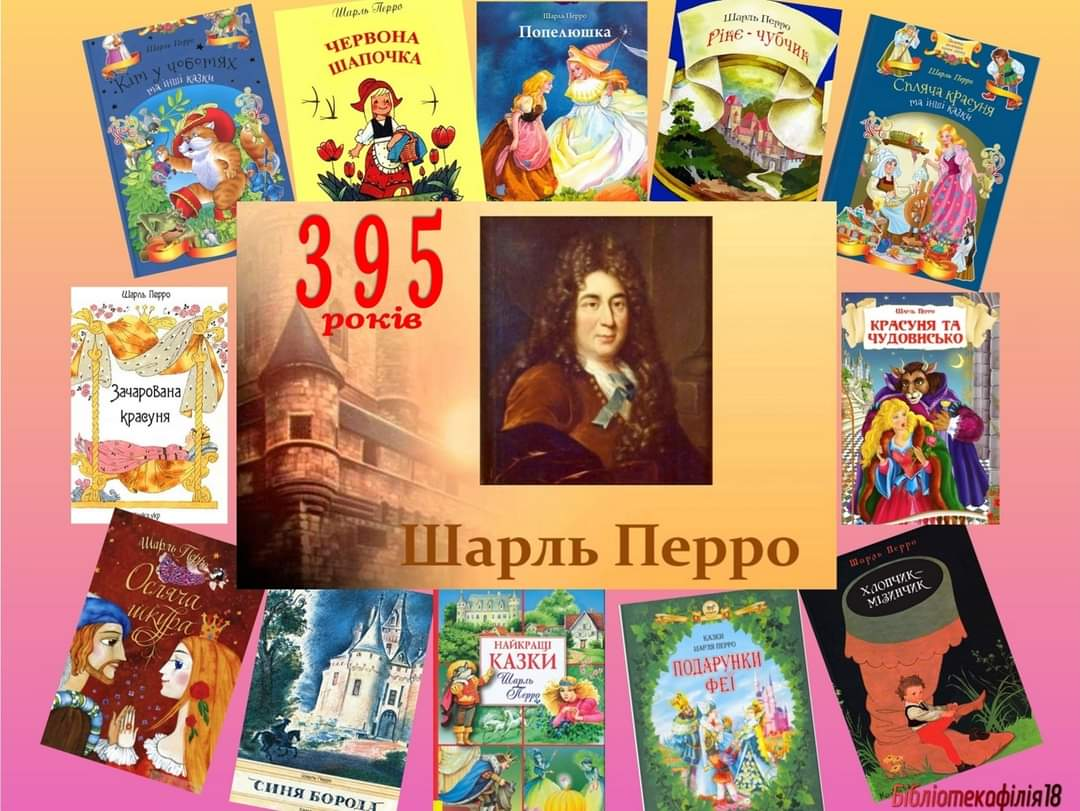 Шарль Перро
Кіт у чоботях
та інші казки
Шарль Перро
ЧЕРВОНА
ШАПОЧКА
Шарль Перро
Попелюшка
Шарль Перро
Ріке - чубчик
Шарль Перро
Спляча красуня
та інші казки
395
років
Шарль Перро
Шарль Перро
Зачарована
красуня
Шарль Перро
КРАСУНЯ ТА
ЧУДОВИСЬКО
Шарль Перро
Осляча
шкура
Шарль Перро
СИНЯ БОРОДА
НАЙКРАЩІ
КАЗКИ
Шарль
Перро
КАЗКИ
ШАРЛЯ ПЕРРО
ПОДАРУНКИ
ФЕЇ
Шарль Перро
ХЛОПЧИК-
МІЗИНЧИК
Бібліотекафілія18